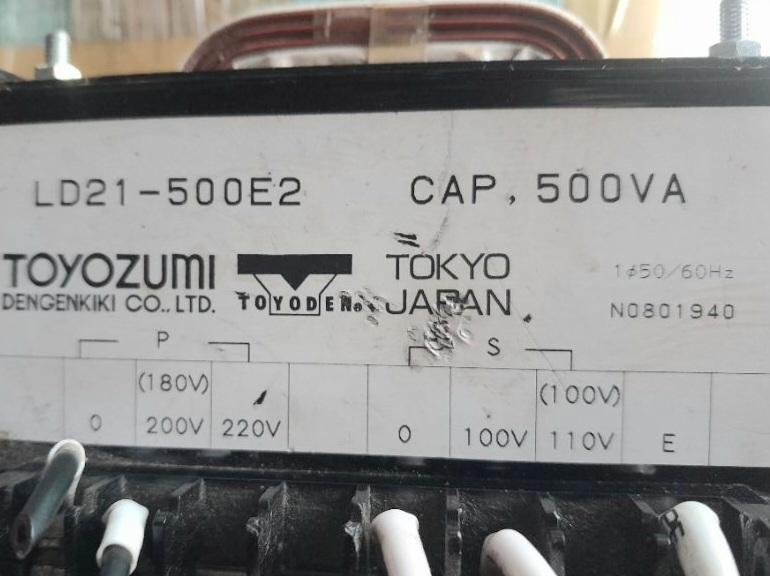 LD21-500E2 CAP, 500VA
TOYOZUMI
DENGENKIKI CO., LTD.
TOYODEN
TOKYO
JAPAN
1φ50/60Hz
N0801940
P S
(180V) (100V)
0 200V 220V 0 100V 110V E